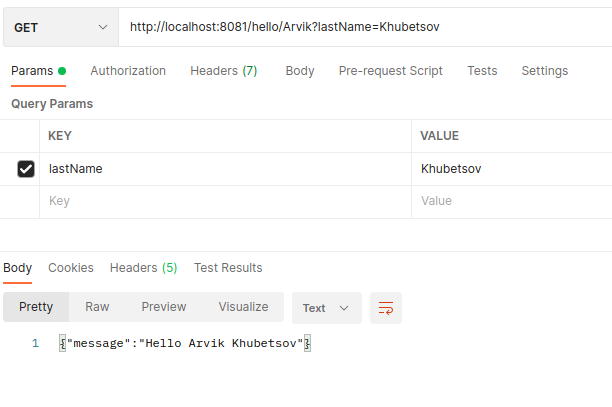 GET http://localhost:8081/hello/Arvik?lastName=Khubetsov
Params Authorization Headers (7) Body Pre-request Script Tests Settings
Query Params
KEY VALUE
lastName Khubetsov
Key Value
Body Cookies Headers (5) Test Results
Pretty Raw Preview Visualize Text
1 {"message":"Hello Arvik Khubetsov"}